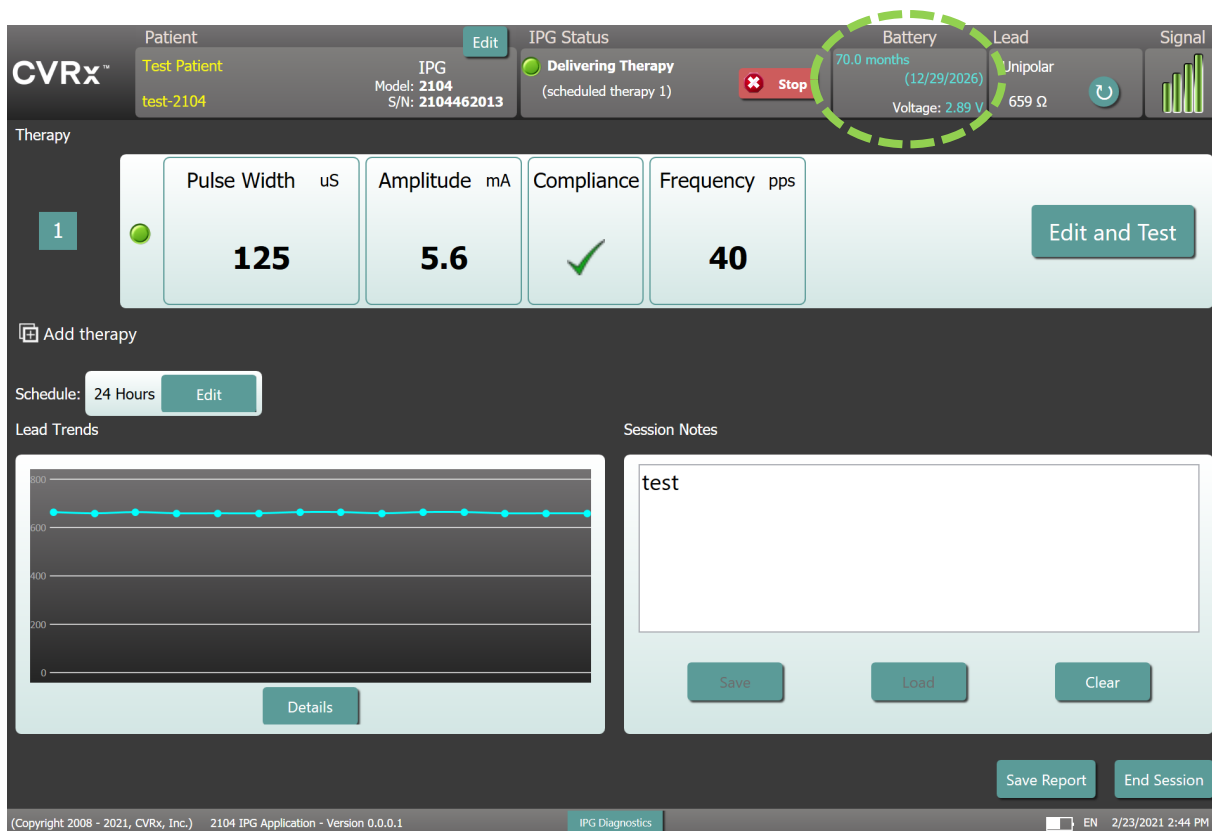 Patient
Edit
IPG Status
Battery
Lead
Signal
CVRx™
Test Patient
test-2104
IPG
Model: 2104
S/N: 2104462013
Delivering Therapy
(scheduled therapy 1)
Stop
70.0 months
(12/29/2026)
Voltage: 2.89 V
Unipolar
659 Ω
Therapy
1
Pulse Width uS
125
Amplitude mA
5.6
Compliance
Frequency pps
40
Edit and Test
Add therapy
Schedule: 24 Hours Edit
Lead Trends
800
600
400
200
0
Details
Session Notes
test
Save
Load
Clear
Save Report
End Session
(Copyright 2008 - 2021, CVRx, Inc.) 2104 IPG Application - Version 0.0.0.1
IPG Diagnostics
EN 2/23/2021 2:44 PM